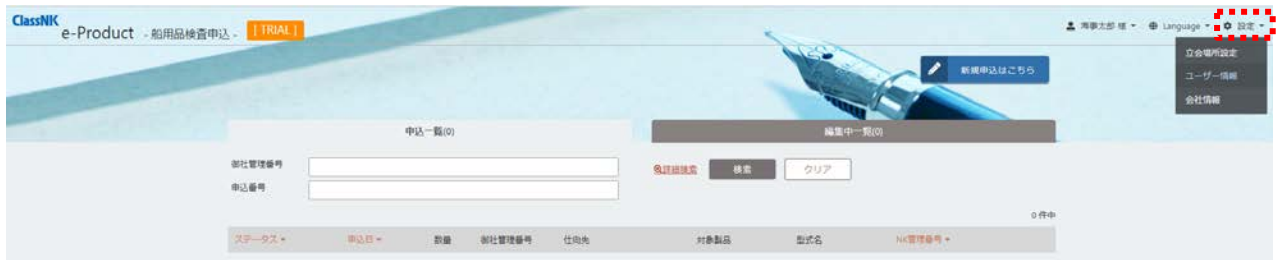 ClassNK
e-Product - 船用品検査申込 - | TRIAL |
海事太郎 様 Language 設定
立会場所設定
ユーザー情報
会社情報
新規申込はこちら
申込一覧(0) 編集中一覧(0)
御社管理番号
詳細検索 検索 クリア
申込番号
0 件中
ステータス 申込日 数量 御社管理番号 仕向先 対象製品 型式名 NK管理番号